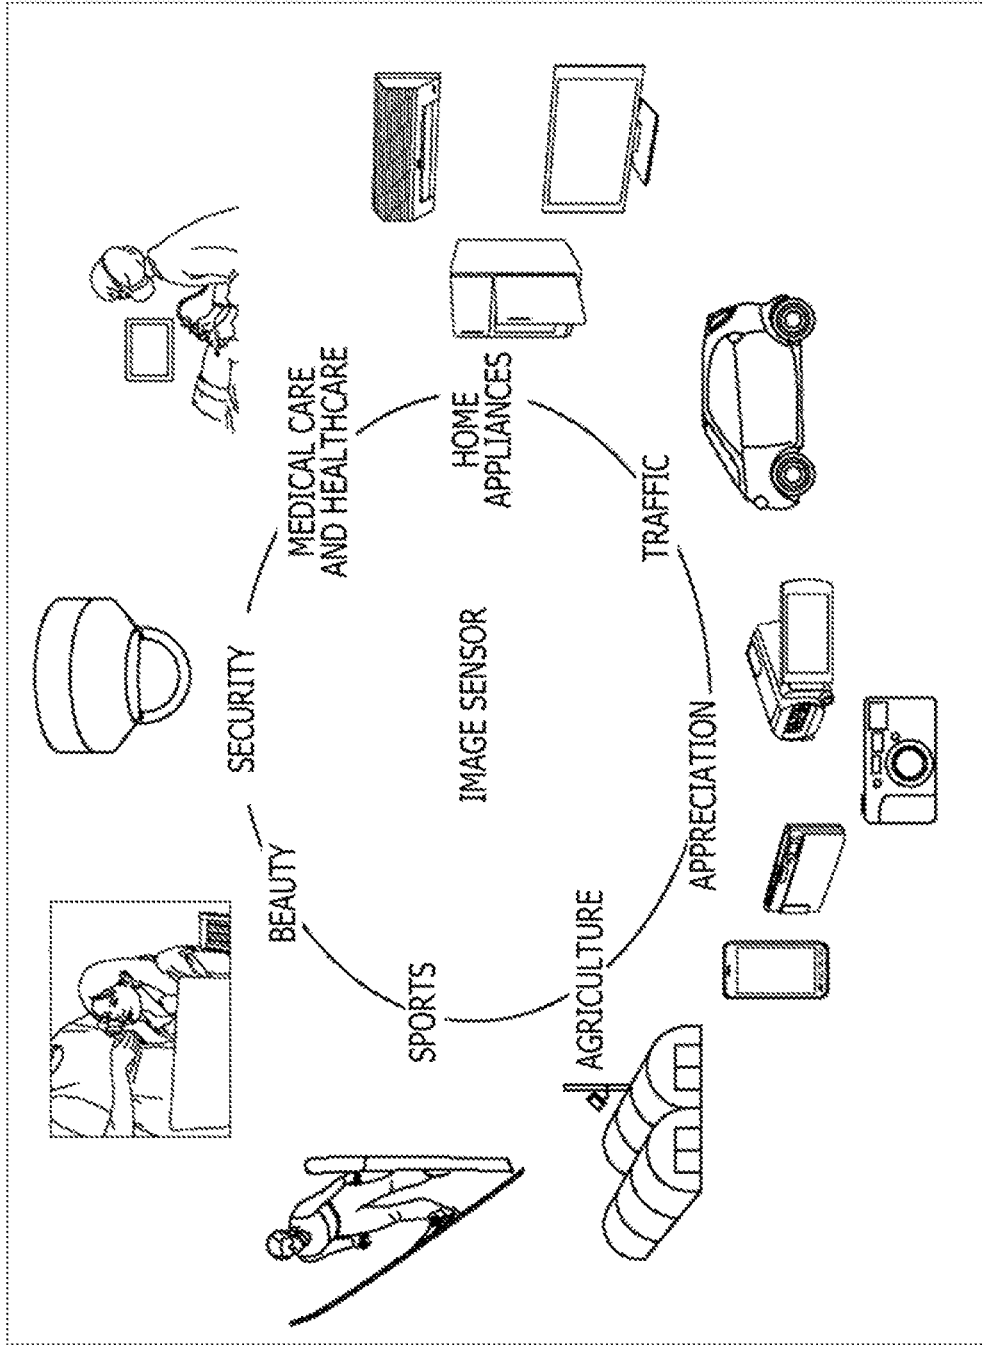 SECURITY
MEDICAL CARE
AND HEALTHCARE
BEAUTY
SPORTS
IMAGE SENSOR
HOME
APPLIANCES
AGRICULTURE
TRAFFIC
APPRECIATION